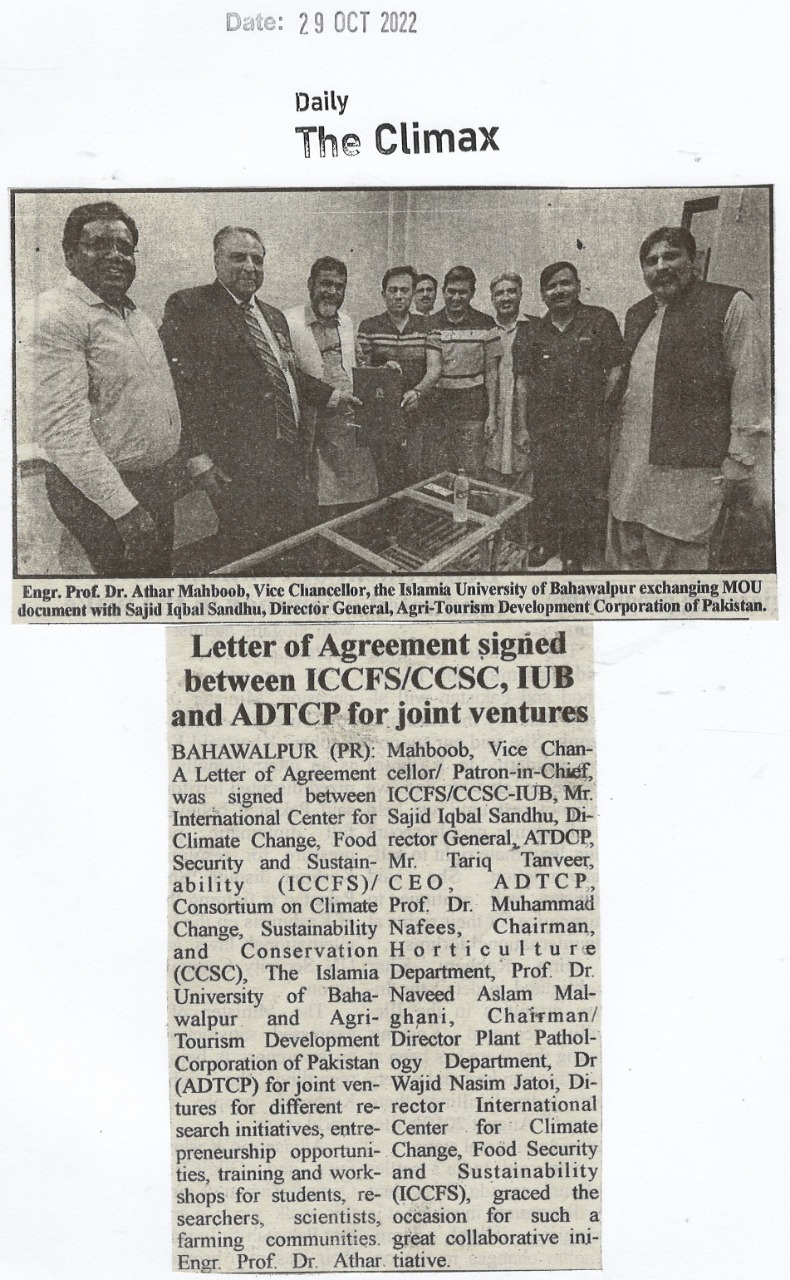 Date: 29 OCT 2022
Daily
The Climax
Engr. Prof. Dr. Athar Mahboob, Vice Chancellor, the Islamia University of Bahawalpur exchanging MOU
document with Sajid Iqbal Sandhu, Director General, Agri-Tourism Development Corporation of Pakistan.
Letter of Agreement signed
between ICCFS/CCSC, IUB
and ADTCP for joint ventures
BAHAWALPUR (PR):
A Letter of Agreement
was signed between
International Center for
Climate Change, Food
Security and Sustain-
ability (ICCFS)/
Consortium on Climate
Change, Sustainability
and Conservation
(CCSC), The Islamia
University of Baha-
walpur and Agri-
Tourism Development
Corporation of Pakistan
(ADTCP) for joint ven-
tures for different re-
search initiatives, entre-
preneurship opportuni-
ties, training and work-
shops for students, re-
searchers, scientists,
farming communities.
Engr. Prof. Dr. Athar
Mahboob, Vice Chan-
cellor/ Patron-in-Chief,
ICCFS/CCSC-IUB, Mr.
Sajid Iqbal Sandhu, Di-
rector General, ATDCP,
Mr. Tariq Tanveer,
CEO, ADTCP,
Prof. Dr. Muhammad
Nafees, Chairman,
Horticulture
Department, Prof. Dr.
Naveed Aslam Mal-
ghani, Chairman/
Director Plant Pathol-
ogy Department, Dr
Wajid Nasim Jatoi, Di-
rector International
Center for Climate
Change, Food Security
and Sustainability
(ICCFS), graced the
occasion for such a
great collaborative ini-
tiative.